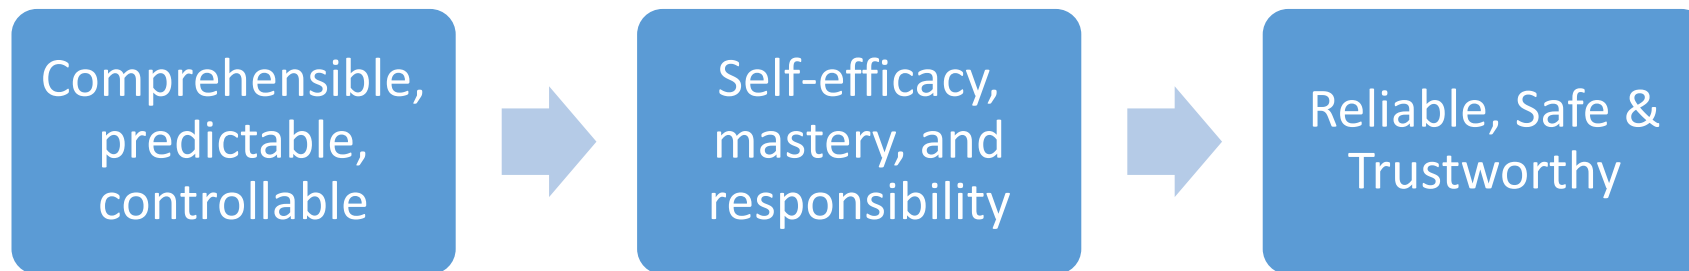 Comprehensible,
predictable,
controllable
Self-efficacy,
mastery, and
responsibility
Reliable, Safe &
Trustworthy